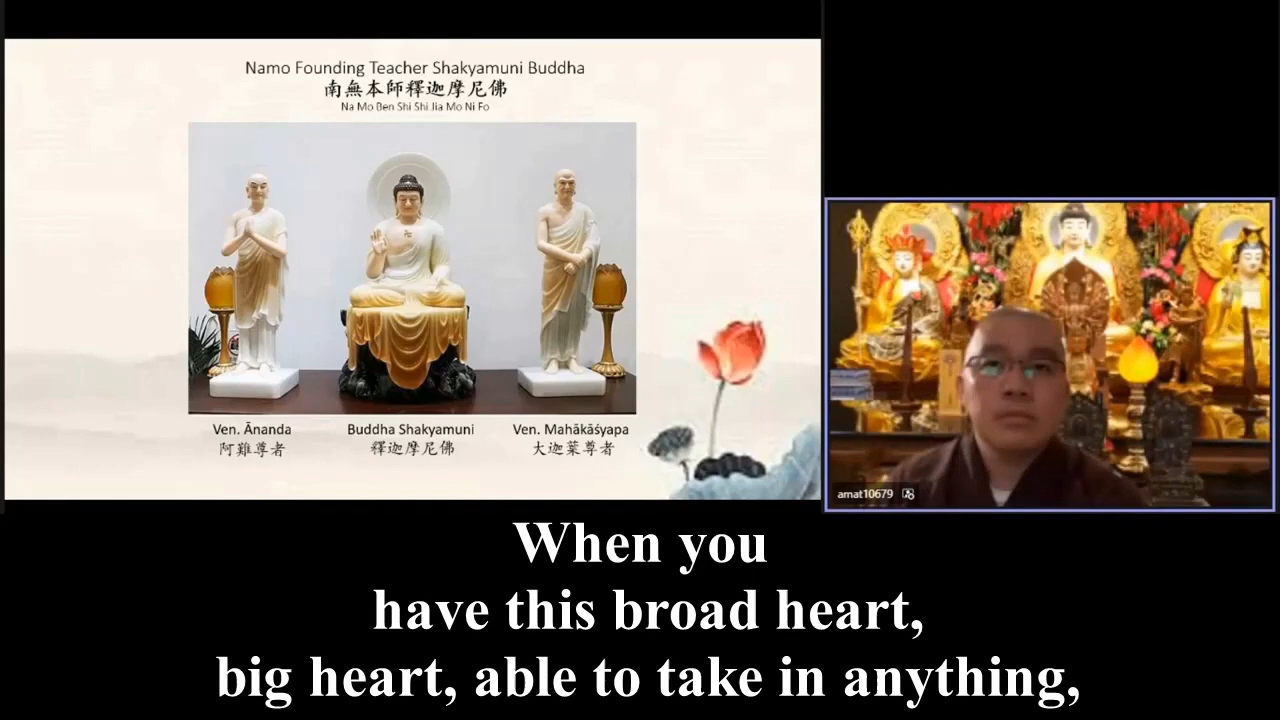 Namo Founding Teacher Shakyamuni Buddha
南無本師釋迦摩尼佛
Na Mo Ben Shi Shi Jia Mo Ni Fo
Ven. Ānanda
阿難尊者
Buddha Shakyamuni
釋迦摩尼佛
Ven. Mahākāśyapa
大迦葉尊者
amat10679
When you
have this broad heart,
big heart, able to take in anything,